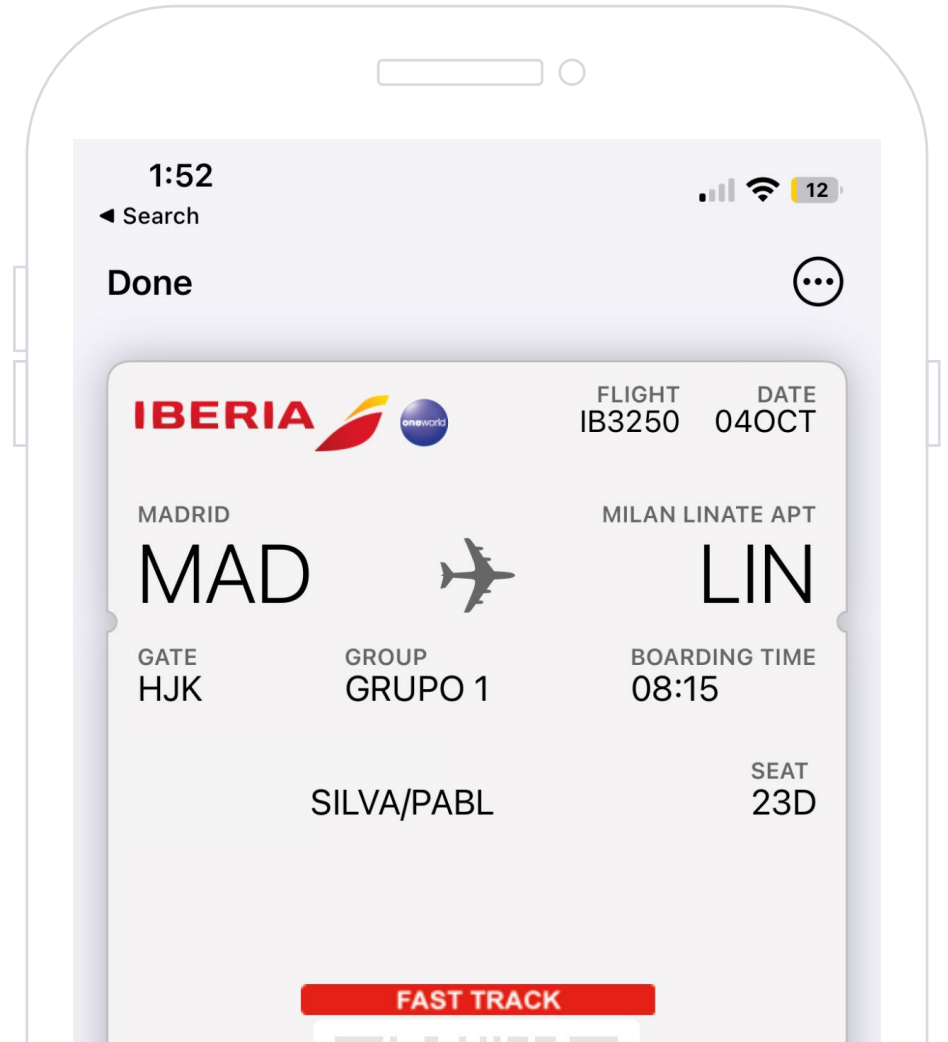 1:52
12
◀ Search
Done
IBERIA
oneworld
FLIGHT DATE
IB3250 04OCT
MADRID MILAN LINATE APT
MAD LIN
GATE GROUP BOARDING TIME
HJK GRUPO 1 08:15
SEAT
SILVA/PABL 23D
FAST TRACK